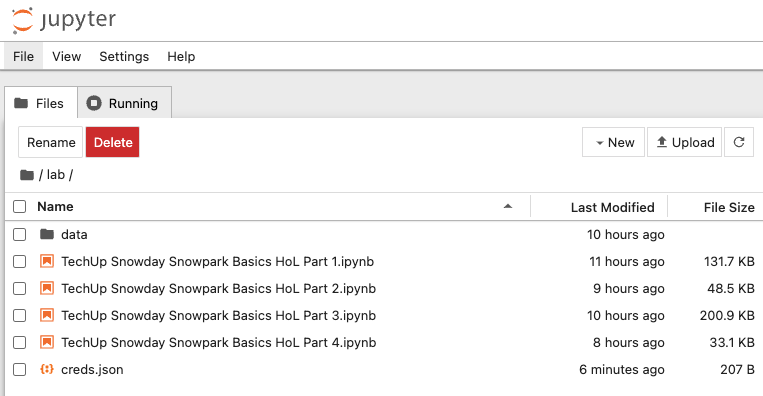 jupyter
File View Settings Help
Files Running
Rename Delete New Upload
/ lab /
Name Last Modified File Size
data 10 hours ago
TechUp Snowday Snowpark Basics HoL Part 1.ipynb 11 hours ago 131.7 KB
TechUp Snowday Snowpark Basics HoL Part 2.ipynb 9 hours ago 48.5 KB
TechUp Snowday Snowpark Basics HoL Part 3.ipynb 10 hours ago 200.9 KB
TechUp Snowday Snowpark Basics HoL Part 4.ipynb 8 hours ago 33.1 KB
creds.json 6 minutes ago 207 B